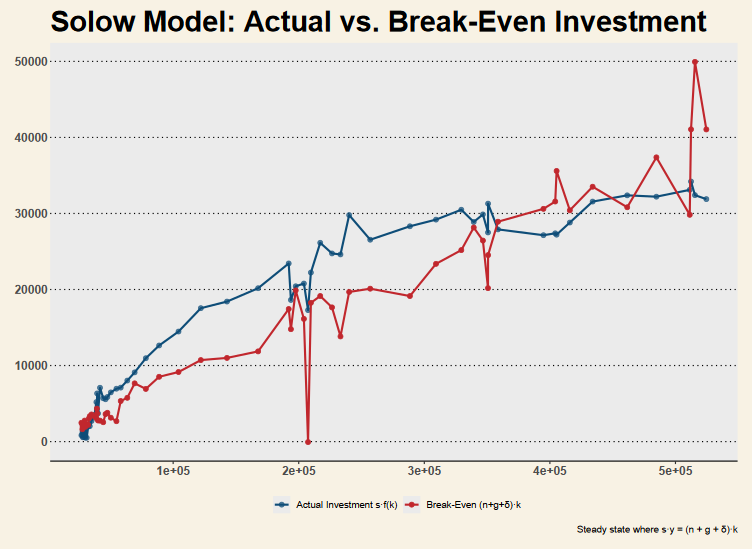 Solow Model: Actual vs. Break-Even Investment
50000
40000
30000
20000
10000
0
1e+05 2e+05 3e+05 4e+05 5e+05
Actual Investment s·f(k) Break-Even (n+g+δ)·k
Steady state where s·y = (n + g + δ)·k